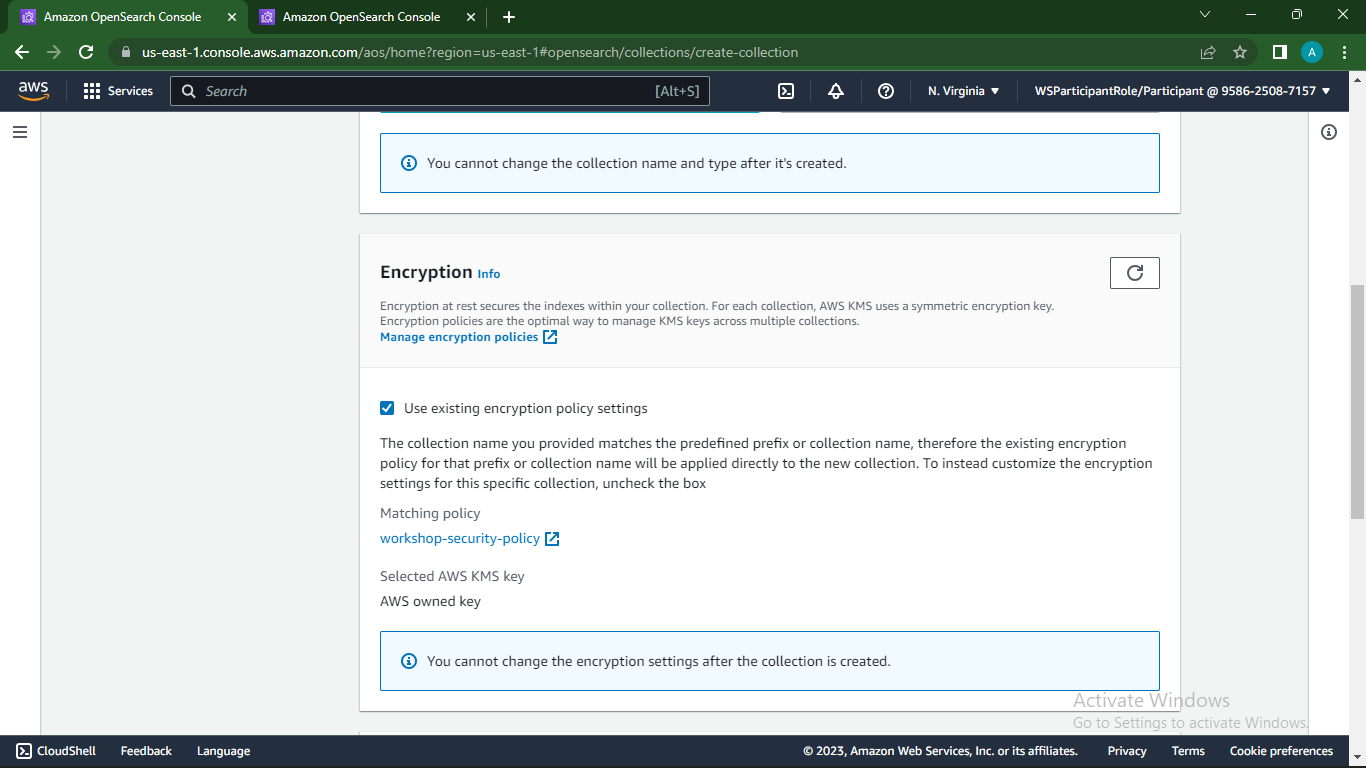 Amazon OpenSearch Console
Amazon OpenSearch Console
us-east-1.console.aws.amazon.com/aos/home?region=us-east-1#opensearch/collections/create-collection
A
aws
Services
Search
[Alt+S]
N. Virginia
WSParticipantRole/Participant @ 9586-2508-7157
You cannot change the collection name and type after it's created.
Encryption Info
Encryption at rest secures the indexes within your collection. For each collection, AWS KMS uses a symmetric encryption key.
Encryption policies are the optimal way to manage KMS keys across multiple collections.
Manage encryption policies
Use existing encryption policy settings
The collection name you provided matches the predefined prefix or collection name, therefore the existing encryption
policy for that prefix or collection name will be applied directly to the new collection. To instead customize the encryption
settings for this specific collection, uncheck the box
Matching policy
workshop-security-policy
Selected AWS KMS key
AWS owned key
You cannot change the encryption settings after the collection is created.
Activate Windows
Go to Settings to activate Windows.
CloudShell
Feedback
Language
© 2023, Amazon Web Services, Inc. or its affiliates.
Privacy
Terms
Cookie preferences